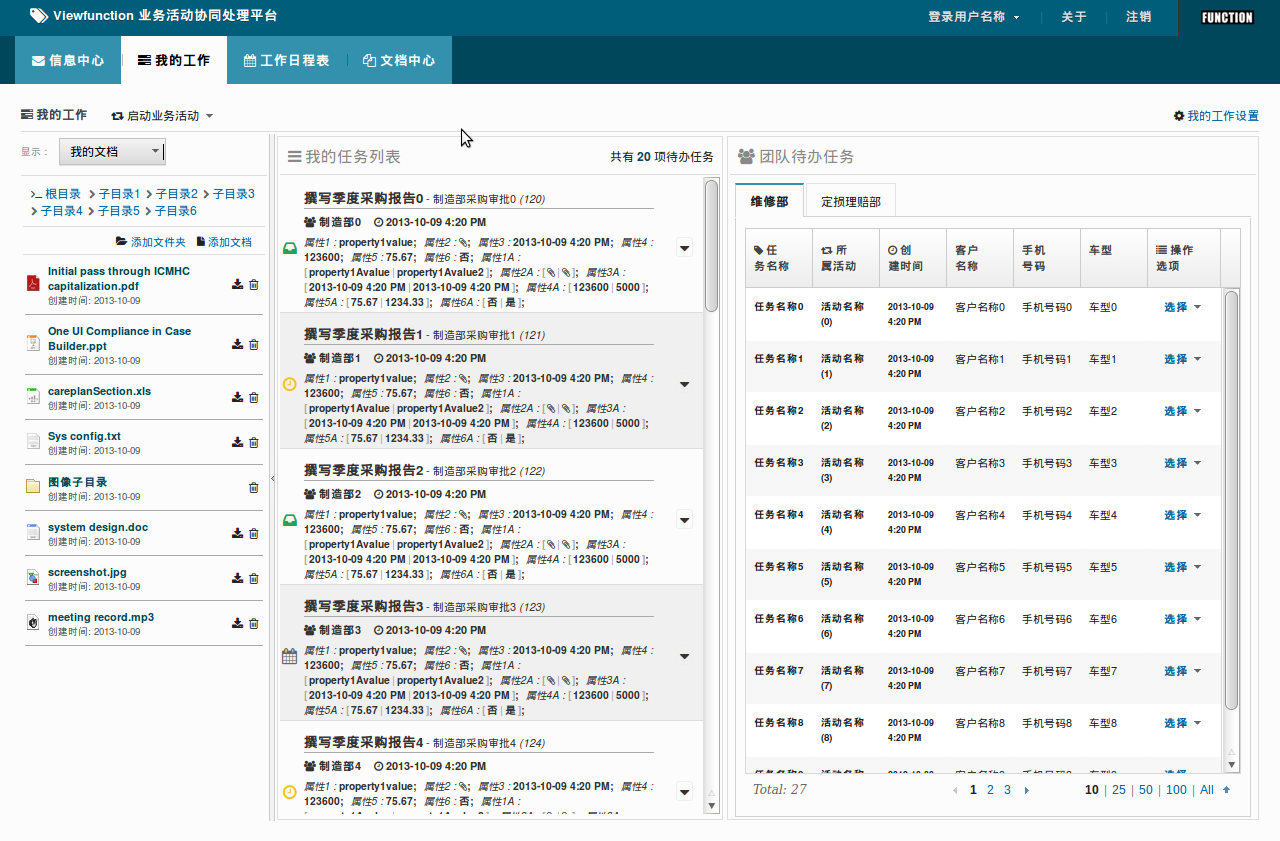 Viewfunction 业务活动协同处理平台
登录用户名称
关于
注销
FUNCTION
信息中心
我的工作
工作日程表
文档中心
我的工作
启动业务活动
我的工作设置
显示：
我的文档
根目录 子目录1 子目录2 子目录3
子目录4 子目录5 子目录6
添加文件夹 添加文档
Initial pass through ICMHC
capitalization.pdf
创建时间: 2013-10-09
One UI Compliance in Case
Builder.ppt
创建时间: 2013-10-09
careplanSection.xls
创建时间: 2013-10-09
Sys config.txt
创建时间: 2013-10-09
图像子目录
创建时间: 2013-10-09
system design.doc
创建时间: 2013-10-09
screenshot.jpg
创建时间: 2013-10-09
meeting record.mp3
创建时间: 2013-10-09
我的任务列表
共有 20 项待办任务
撰写季度采购报告0 - 制造部采购审批0 (120)
制造部0 2013-10-09 4:20 PM
属性1 : property1value; 属性2 : ; 属性3 : 2013-10-09 4:20 PM; 属性4 :
123600; 属性5 : 75.67; 属性6 : 否; 属性1A :
[ property1Avalue | property1Avalue2 ]; 属性2A : [ | ]; 属性3A :
[ 2013-10-09 4:20 PM | 2013-10-09 4:20 PM ]; 属性4A : [ 123600 | 5000 ];
属性5A : [ 75.67 | 1234.33 ]; 属性6A : [ 否 | 是 ];
撰写季度采购报告1 - 制造部采购审批1 (121)
制造部1 2013-10-09 4:20 PM
属性1 : property1value; 属性2 : ; 属性3 : 2013-10-09 4:20 PM; 属性4 :
123600; 属性5 : 75.67; 属性6 : 否; 属性1A :
[ property1Avalue | property1Avalue2 ]; 属性2A : [ | ]; 属性3A :
[ 2013-10-09 4:20 PM | 2013-10-09 4:20 PM ]; 属性4A : [ 123600 | 5000 ];
属性5A : [ 75.67 | 1234.33 ]; 属性6A : [ 否 | 是 ];
撰写季度采购报告2 - 制造部采购审批2 (122)
制造部2 2013-10-09 4:20 PM
属性1 : property1value; 属性2 : ; 属性3 : 2013-10-09 4:20 PM; 属性4 :
123600; 属性5 : 75.67; 属性6 : 否; 属性1A :
[ property1Avalue | property1Avalue2 ]; 属性2A : [ | ]; 属性3A :
[ 2013-10-09 4:20 PM | 2013-10-09 4:20 PM ]; 属性4A : [ 123600 | 5000 ];
属性5A : [ 75.67 | 1234.33 ]; 属性6A : [ 否 | 是 ];
撰写季度采购报告3 - 制造部采购审批3 (123)
制造部3 2013-10-09 4:20 PM
属性1 : property1value; 属性2 : ; 属性3 : 2013-10-09 4:20 PM; 属性4 :
123600; 属性5 : 75.67; 属性6 : 否; 属性1A :
[ property1Avalue | property1Avalue2 ]; 属性2A : [ | ]; 属性3A :
[ 2013-10-09 4:20 PM | 2013-10-09 4:20 PM ]; 属性4A : [ 123600 | 5000 ];
属性5A : [ 75.67 | 1234.33 ]; 属性6A : [ 否 | 是 ];
撰写季度采购报告4 - 制造部采购审批4 (124)
制造部4 2013-10-09 4:20 PM
属性1 : property1value; 属性2 : ; 属性3 : 2013-10-09 4:20 PM; 属性4 :
123600; 属性5 : 75.67; 属性6 : 否; 属性1A :
团队待办任务
维修部 定损理赔部
任 所 创 客户 手机 车型 操作
务名称 属活动 建时间 名称 号码 选项
任务名称0 活动名称 2013-10-09 客户名称0 手机号码0 车型0 选择
(0) 4:20 PM
任务名称1 活动名称 2013-10-09 客户名称1 手机号码1 车型1 选择
(1) 4:20 PM
任务名称2 活动名称 2013-10-09 客户名称2 手机号码2 车型2 选择
(2) 4:20 PM
任务名称3 活动名称 2013-10-09 客户名称3 手机号码3 车型3 选择
(3) 4:20 PM
任务名称4 活动名称 2013-10-09 客户名称4 手机号码4 车型4 选择
(4) 4:20 PM
任务名称5 活动名称 2013-10-09 客户名称5 手机号码5 车型5 选择
(5) 4:20 PM
任务名称6 活动名称 2013-10-09 客户名称6 手机号码6 车型6 选择
(6) 4:20 PM
任务名称7 活动名称 2013-10-09 客户名称7 手机号码7 车型7 选择
(7) 4:20 PM
任务名称8 活动名称 2013-10-09 客户名称8 手机号码8 车型8 选择
(8) 4:20 PM
Total: 27
1 2 3
10 | 25 | 50 | 100 | All